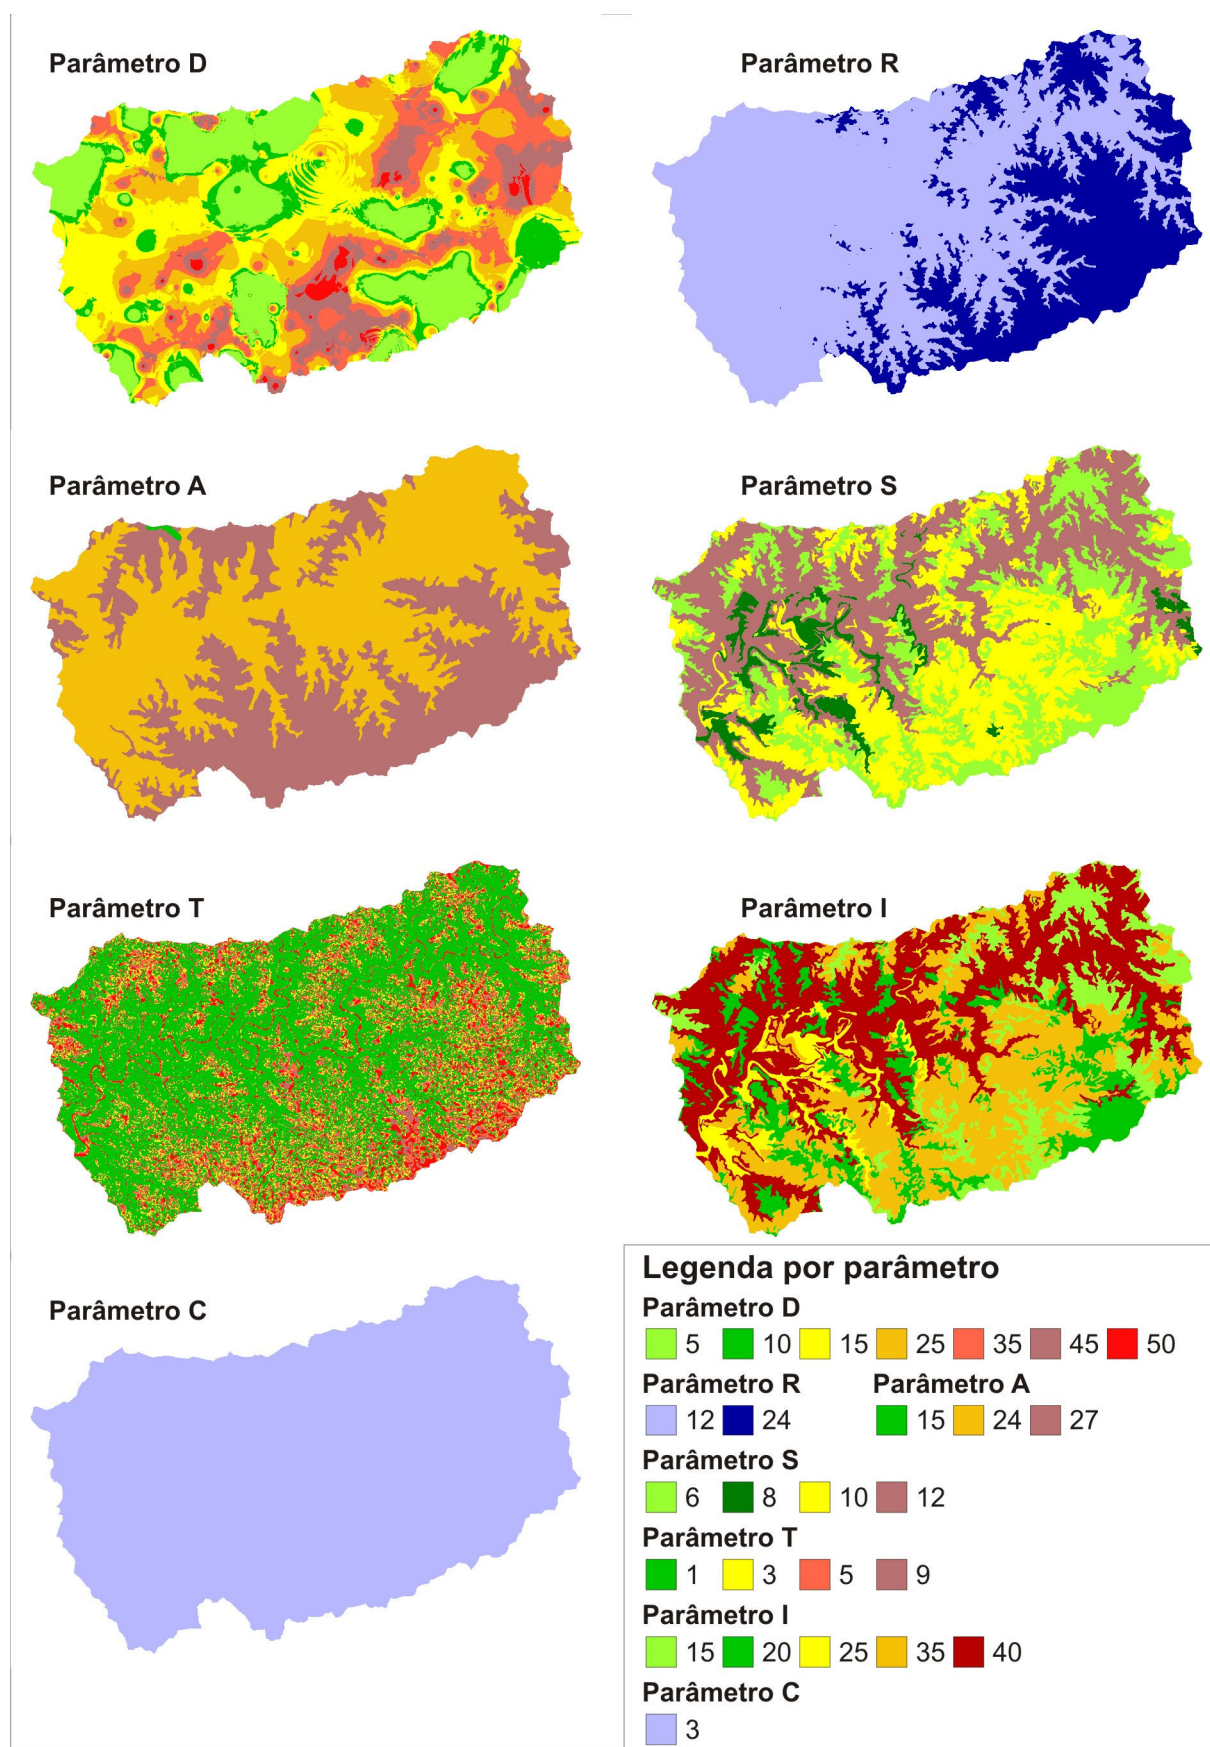 Parâmetro D
Parâmetro R
Parâmetro A
Parâmetro S
Parâmetro T
Parâmetro I
Parâmetro C
Legenda por parâmetro
Parâmetro D
5 10 15 25 35 45 50
Parâmetro R Parâmetro A
12 24 15 24 27
Parâmetro S
6 8 10 12
Parâmetro T
1 3 5 9
Parâmetro I
15 20 25 35 40
Parâmetro C
3